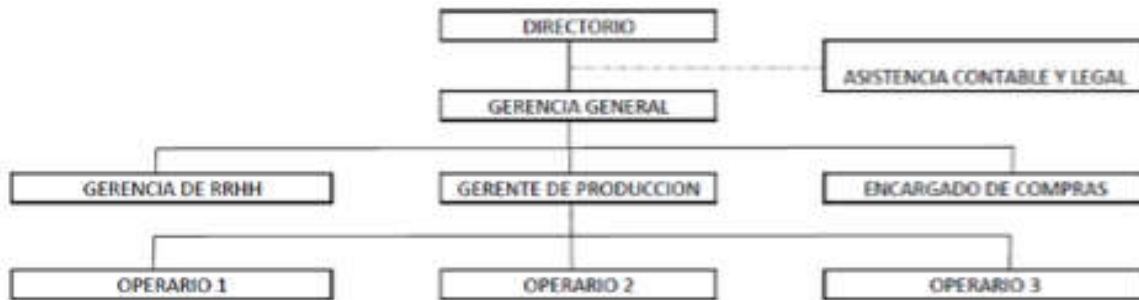 DIRECTORIO
ASISTENCIA CONTABLE Y LEGAL
GERENCIA GENERAL
GERENCIA DE RRHH
GERENTE DE PRODUCCION
ENCARGADO DE COMPRAS
OPERARIO 1
OPERARIO 2
OPERARIO 3